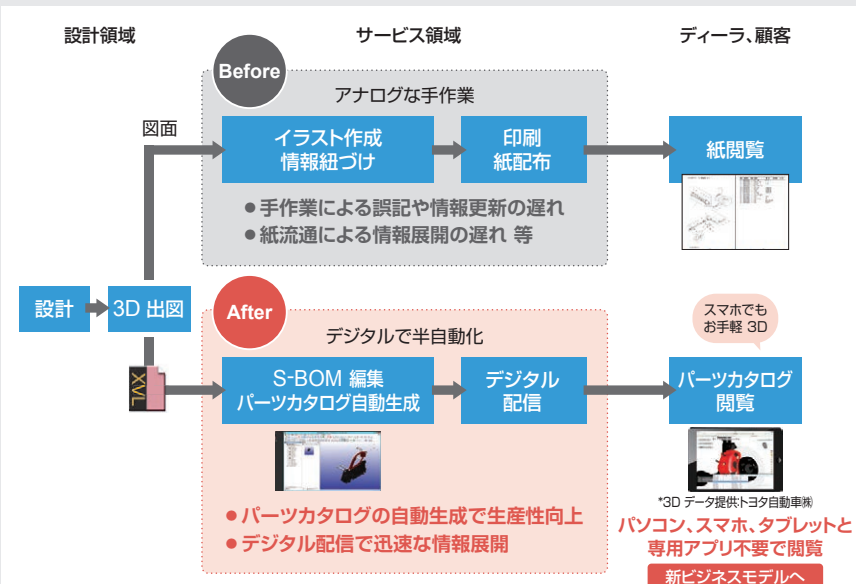 設計領域
サービス領域
ディーラ、顧客
Before
アナログな手作業
図面
イラスト作成
情報紐づけ
印刷
紙配布
紙閲覧
●手作業による誤記や情報更新の遅れ
●紙流通による情報展開の遅れ 等
設計
3D 出図
After
デジタルで半自動化
スマホでも
お手軽 3D
XVL
S-BOM 編集
パーツカタログ自動生成
デジタル
配信
パーツカタログ
閲覧
*3D データ提供:トヨタ自動車㈱
●パーツカタログの自動生成で生産性向上
●デジタル配信で迅速な情報展開
パソコン、スマホ、タブレットと
専用アプリ不要で閲覧
新ビジネスモデルへ